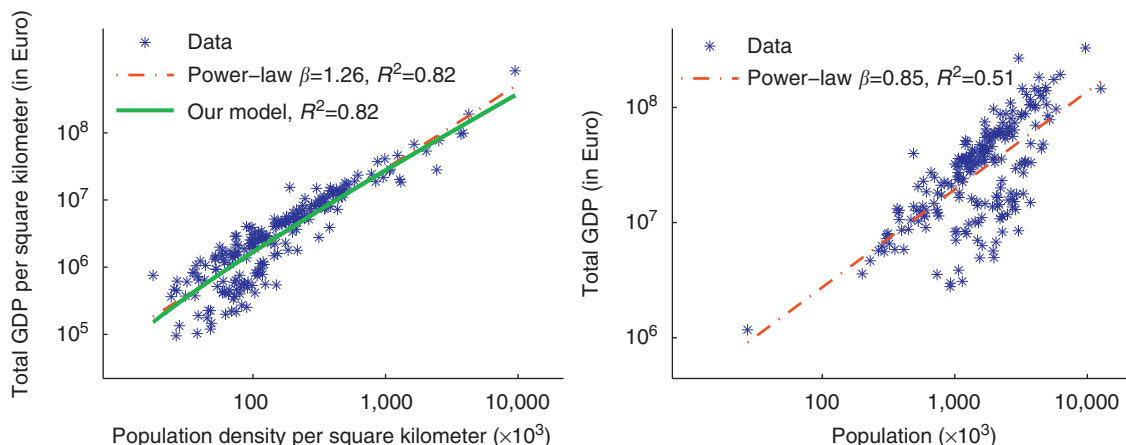 Total GDP per square kilometer (in Euro)
Data
Power–law β=1.26, R²=0.82
Our model, R²=0.82
10⁸
10⁷
10⁶
10⁵
100
1,000
10,000
Population density per square kilometer (×10³)
Total GDP (in Euro)
Data
Power–law β=0.85, R²=0.51
10⁸
10⁷
10⁶
100
1,000
10,000
Population (×10³)